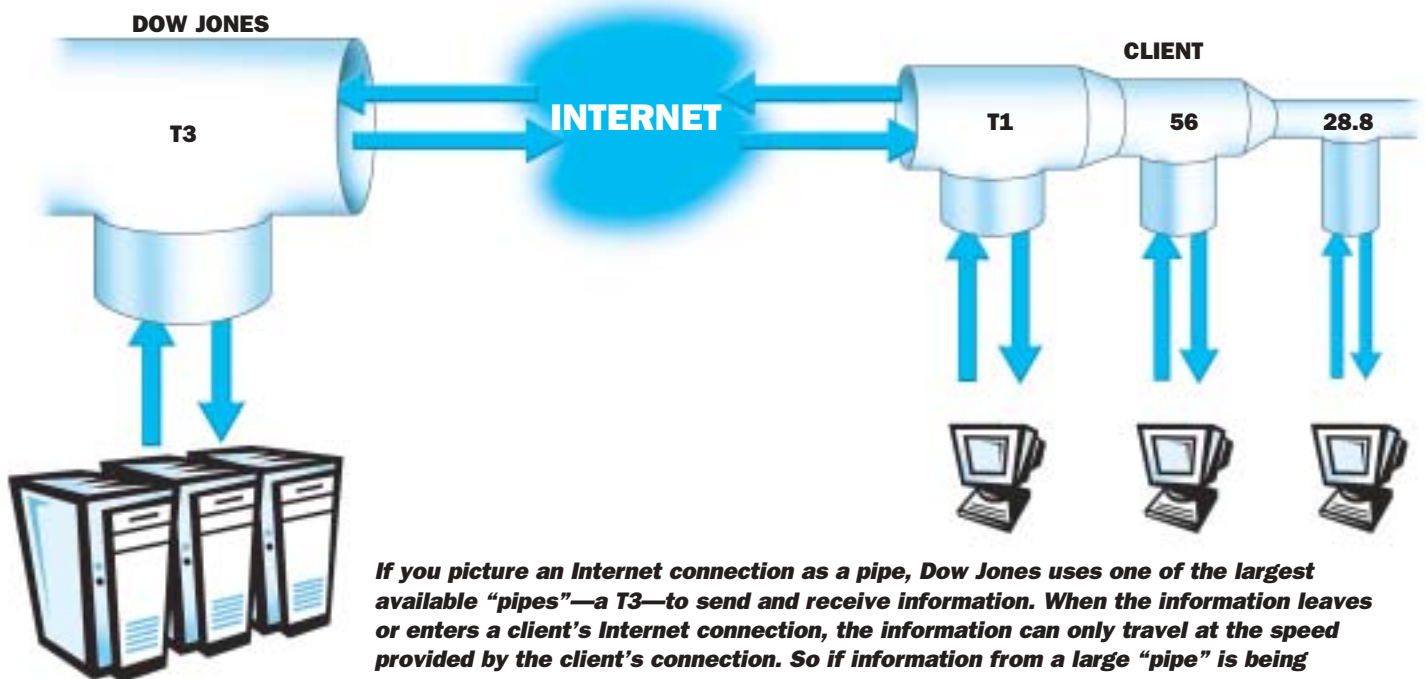 DOW JONES
CLIENT
T3
INTERNET
T1
56
28.8
If you picture an Internet connection as a pipe, Dow Jones uses one of the largest
available “pipes”—a T3—to send and receive information. When the information leaves
or enters a client’s Internet connection, the information can only travel at the speed
provided by the client’s connection. So if information from a large “pipe” is being